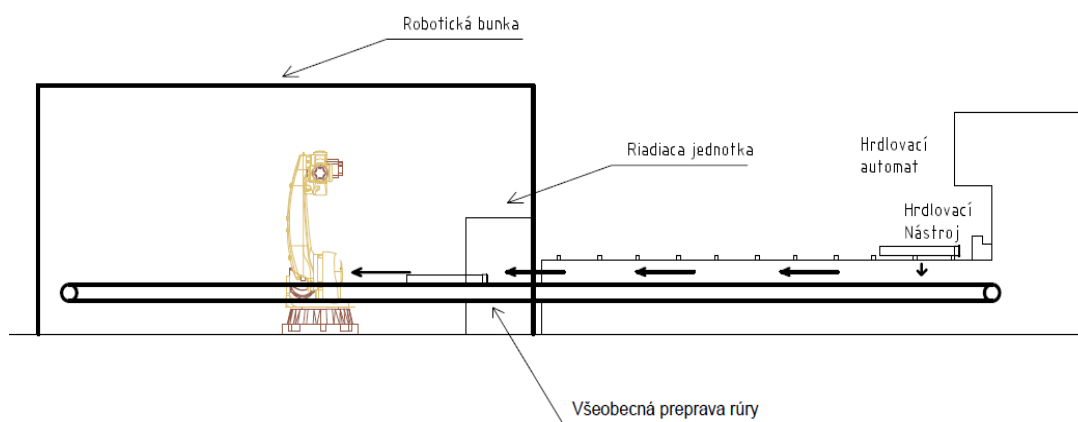 Robotická bunka
Riadiaca jednotka
Hrdlovací
automat
Hrdlovací
Nástroj
Všeobecná preprava rúry